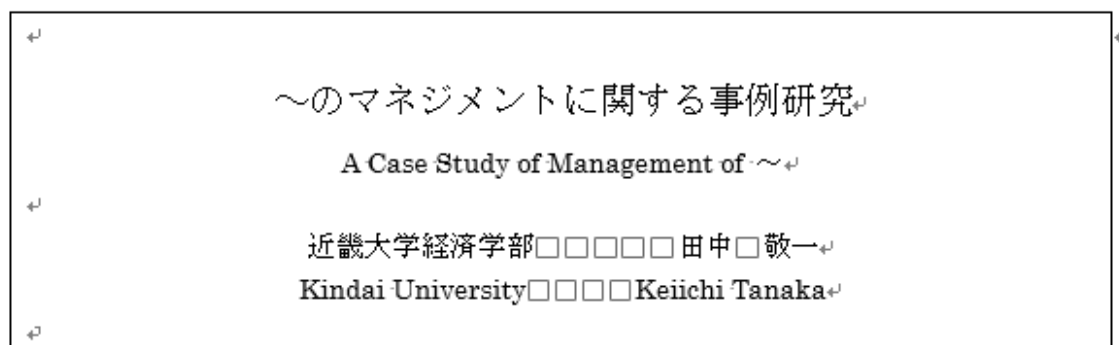 ～のマネジメントに関する事例研究
A Case Study of Management of ～
近畿大学経済学部□□□□□田中□敬一
Kindai University□□□□Keiichi Tanaka